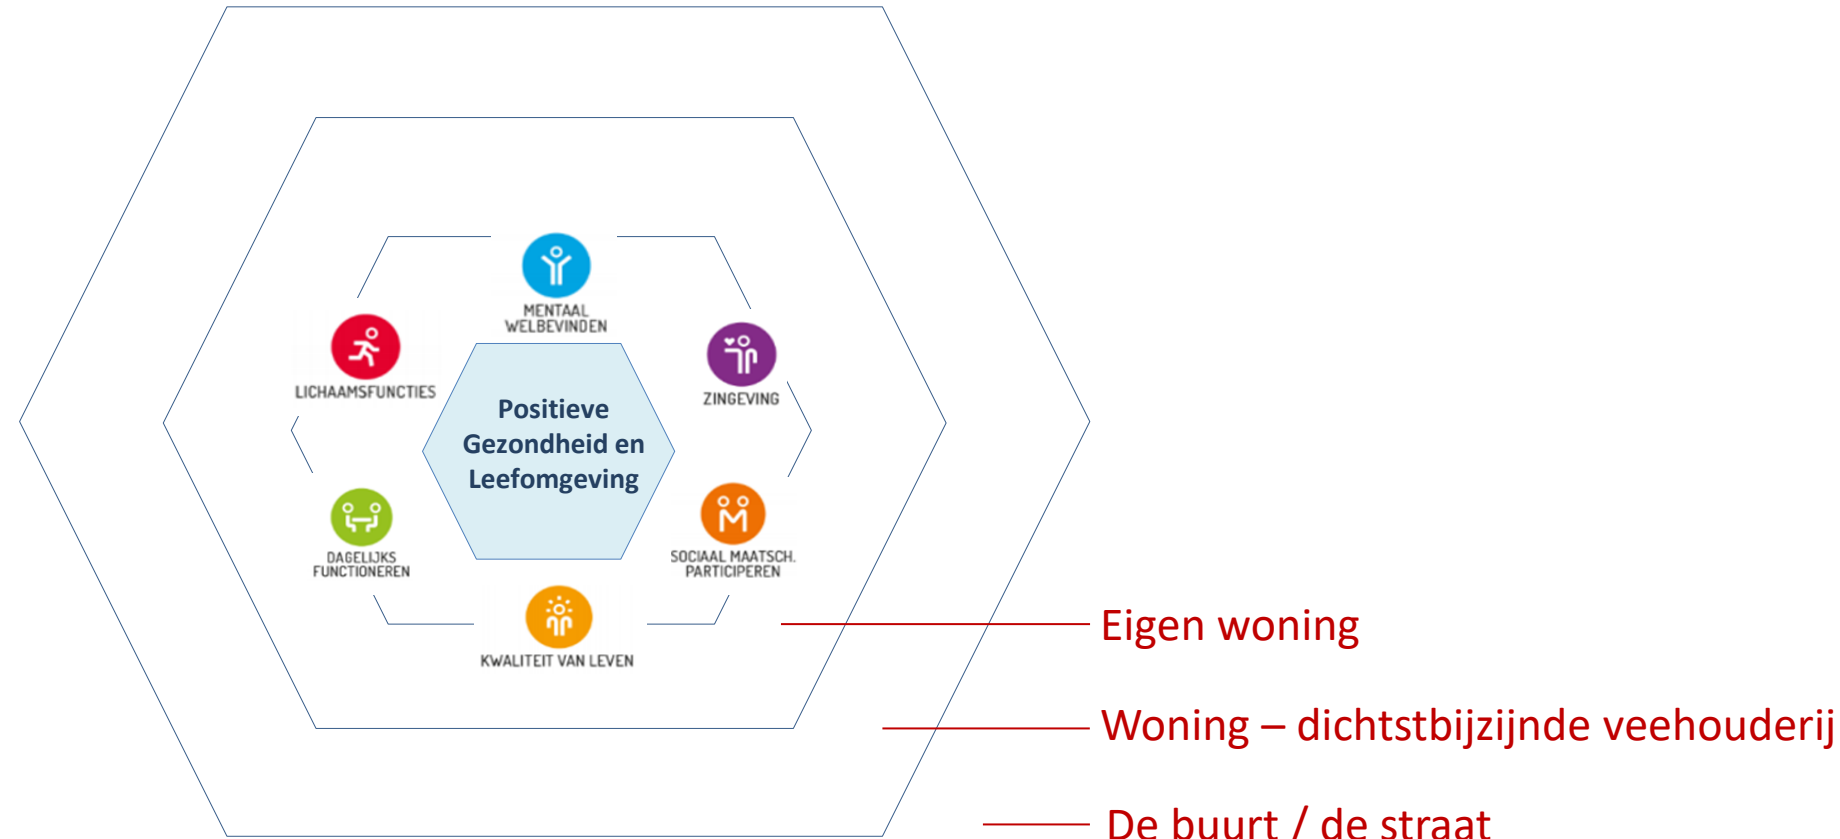 MENTAAL
WELBEVINDEN
LICHAAMSFUNCTIES
ZINGEVING
Positieve
Gezondheid en
Leefomgeving
DAGELIJKS
FUNCTIONEREN
SOCIAAL MAATSCH.
PARTICIPEREN
KWALITEIT VAN LEVEN
Eigen woning
Woning – dichtstbijzijnde veehouderij
De buurt / de straat